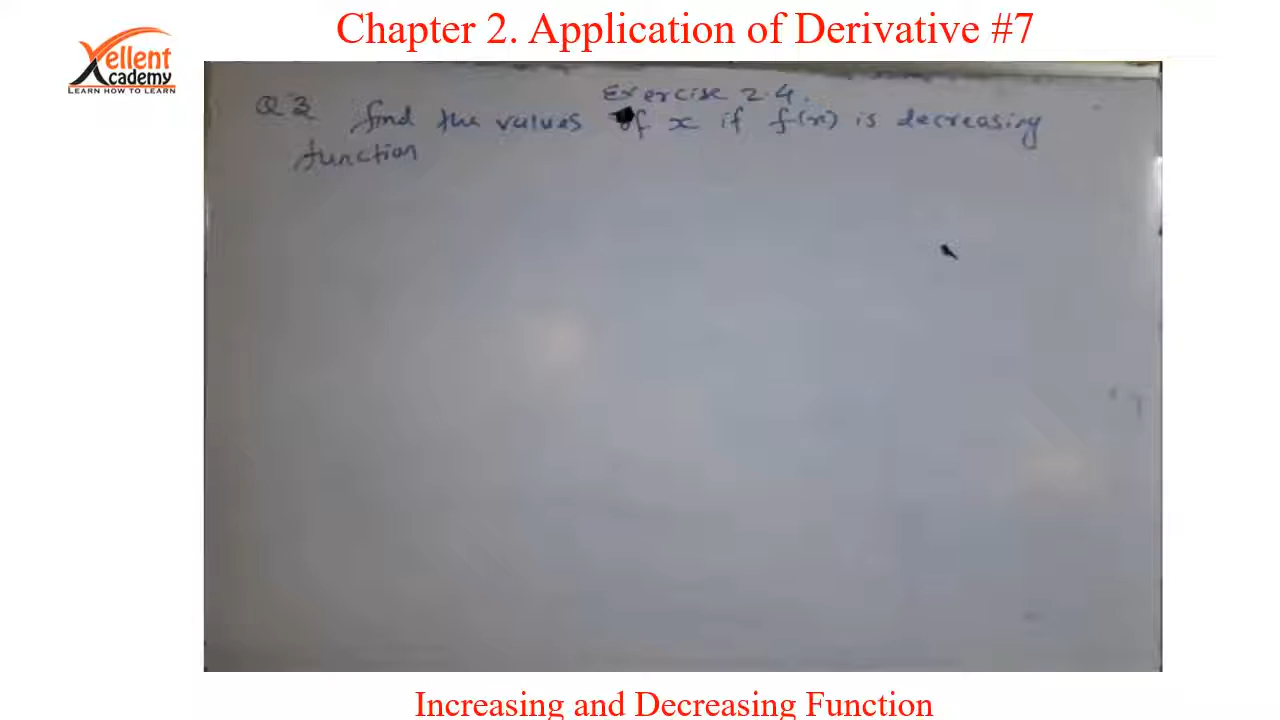 Chapter 2. Application of Derivative #7
Xellent
Academy
LEARN HOW TO LEARN
Exercise 2.4.
Q 3 find the values of x if f(x) is decreasing
function
Increasing and Decreasing Function